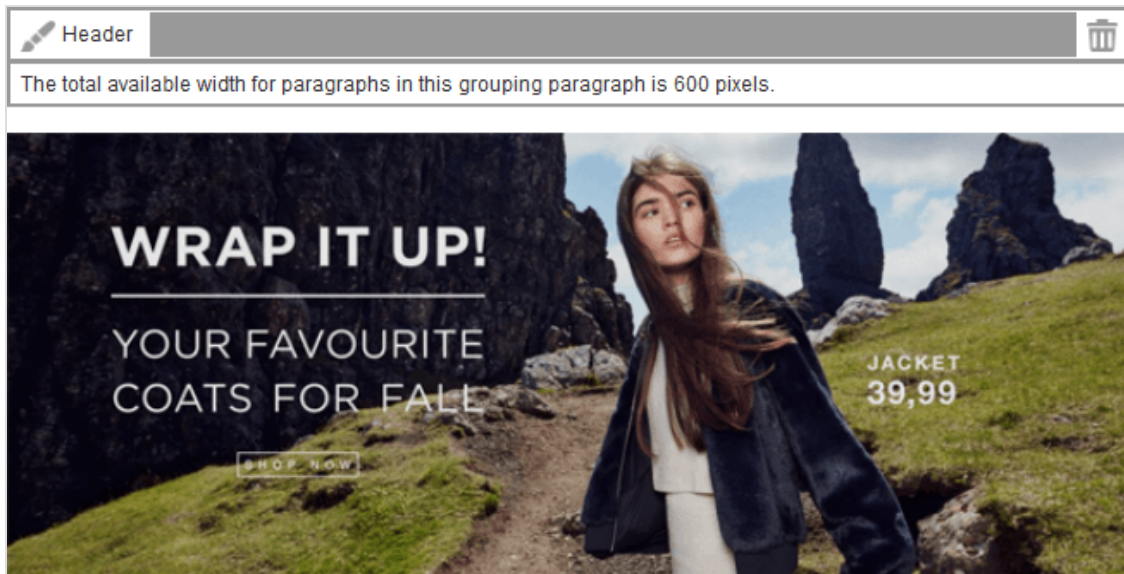 Header
The total available width for paragraphs in this grouping paragraph is 600 pixels.
WRAP IT UP!
YOUR FAVOURITE
COATS FOR FALL
SHOP NOW
JACKET
39,99